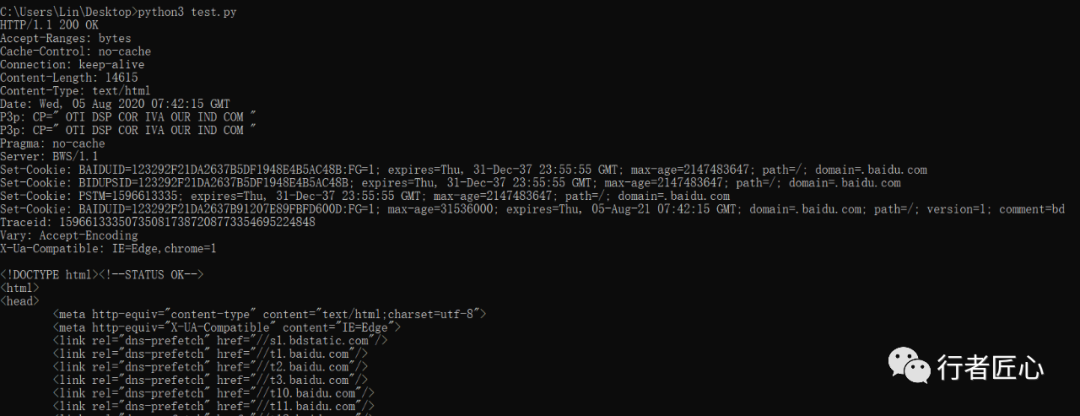 C:\Users\Lin\Desktop>python3 test.py
HTTP/1.1 200 OK
Accept-Ranges: bytes
Cache-Control: no-cache
Connection: keep-alive
Content-Length: 14615
Content-Type: text/html
Date: Wed, 05 Aug 2020 07:42:15 GMT
P3p: CP=" OTI DSP COR IVA OUR IND COM "
P3p: CP=" OTI DSP COR IVA OUR IND COM "
Pragma: no-cache
Server: BWS/1.1
Set-Cookie: BAIDUID=123292F21DA2637B5DF1948E4B5AC48B:FG=1; expires=Thu, 31-Dec-37 23:55:55 GMT; max-age=2147483647; path=/; domain=.baidu.com
Set-Cookie: BIDUPSID=123292F21DA2637B5DF1948E4B5AC48B; expires=Thu, 31-Dec-37 23:55:55 GMT; max-age=2147483647; path=/; domain=.baidu.com
Set-Cookie: PSTM=1596613335; expires=Thu, 31-Dec-37 23:55:55 GMT; max-age=2147483647; path=/; domain=.baidu.com
Set-Cookie: BAIDUID=123292F21DA2637B91207E89FBFD600D:FG=1; max-age=31536000; expires=Thu, 05-Aug-21 07:42:15 GMT; domain=.baidu.com; path=/; version=1; comment=bd
Traceid: 1596613335073508173872087733546952​24848
Vary: Accept-Encoding
X-Ua-Compatible: IE=Edge,chrome=1
<!DOCTYPE html><!--STATUS OK-->
<html>
<head>
<meta http-equiv="content-type" content="text/html;charset=utf-8">
<meta http-equiv="X-UA-Compatible" content="IE=Edge">
<link rel="dns-prefetch" href="//s1.bdstatic.com"/>
<link rel="dns-prefetch" href="//t1.baidu.com"/>
<link rel="dns-prefetch" href="//t2.baidu.com"/>
<link rel="dns-prefetch" href="//t3.baidu.com"/>
<link rel="dns-prefetch" href="//t10.baidu.com"/>
<link rel="dns-prefetch" href="//t11.baidu.com"/>
行者匠心